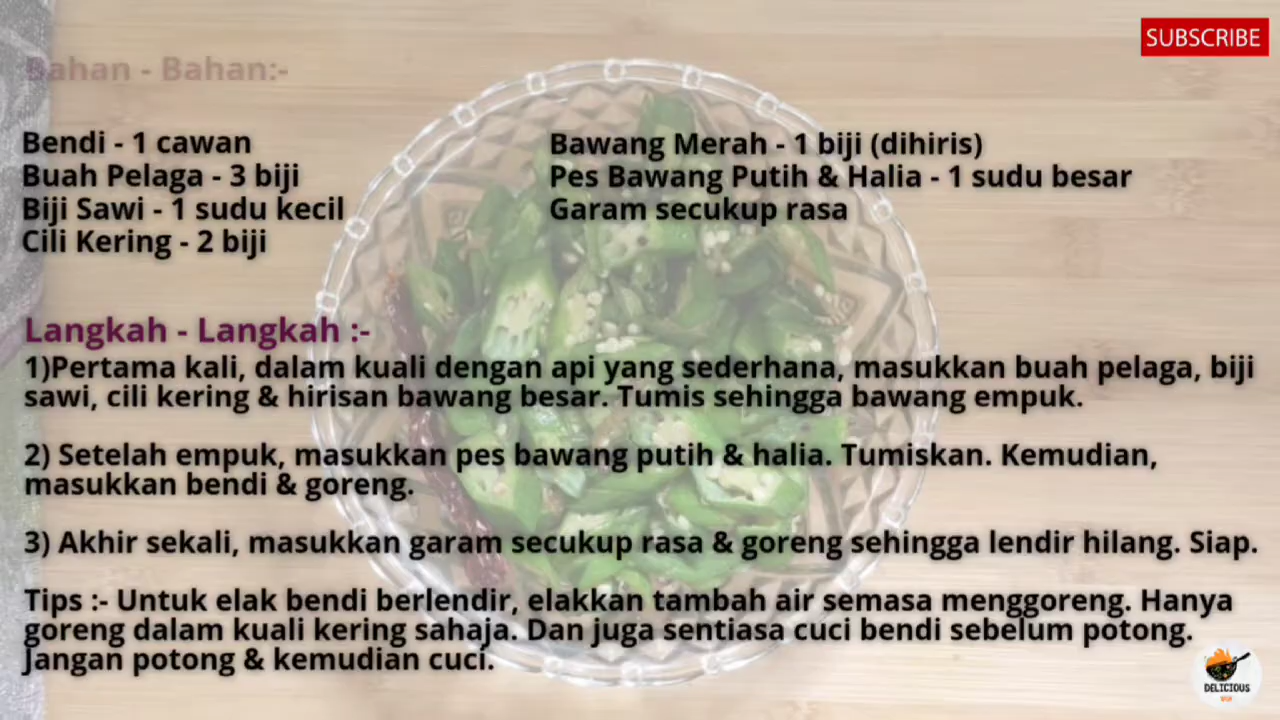 SUBSCRIBE
Bahan - Bahan:-
Bendi - 1 cawan
Buah Pelaga - 3 biji
Biji Sawi - 1 sudu kecil
Cili Kering - 2 biji
Bawang Merah - 1 biji (dihiris)
Pes Bawang Putih & Halia - 1 sudu besar
Garam secukup rasa
Langkah - Langkah :-
1)Pertama kali, dalam kuali dengan api yang sederhana, masukkan buah pelaga, biji
sawi, cili kering & hirisan bawang besar. Tumis sehingga bawang empuk.
2) Setelah empuk, masukkan pes bawang putih & halia. Tumiskan. Kemudian,
masukkan bendi & goreng.
3) Akhir sekali, masukkan garam secukup rasa & goreng sehingga lendir hilang. Siap.
Tips :- Untuk elak bendi berlendir, elakkan tambah air semasa menggoreng. Hanya
goreng dalam kuali kering sahaja. Dan juga sentiasa cuci bendi sebelum potong.
Jangan potong & kemudian cuci.
DELICIOUS